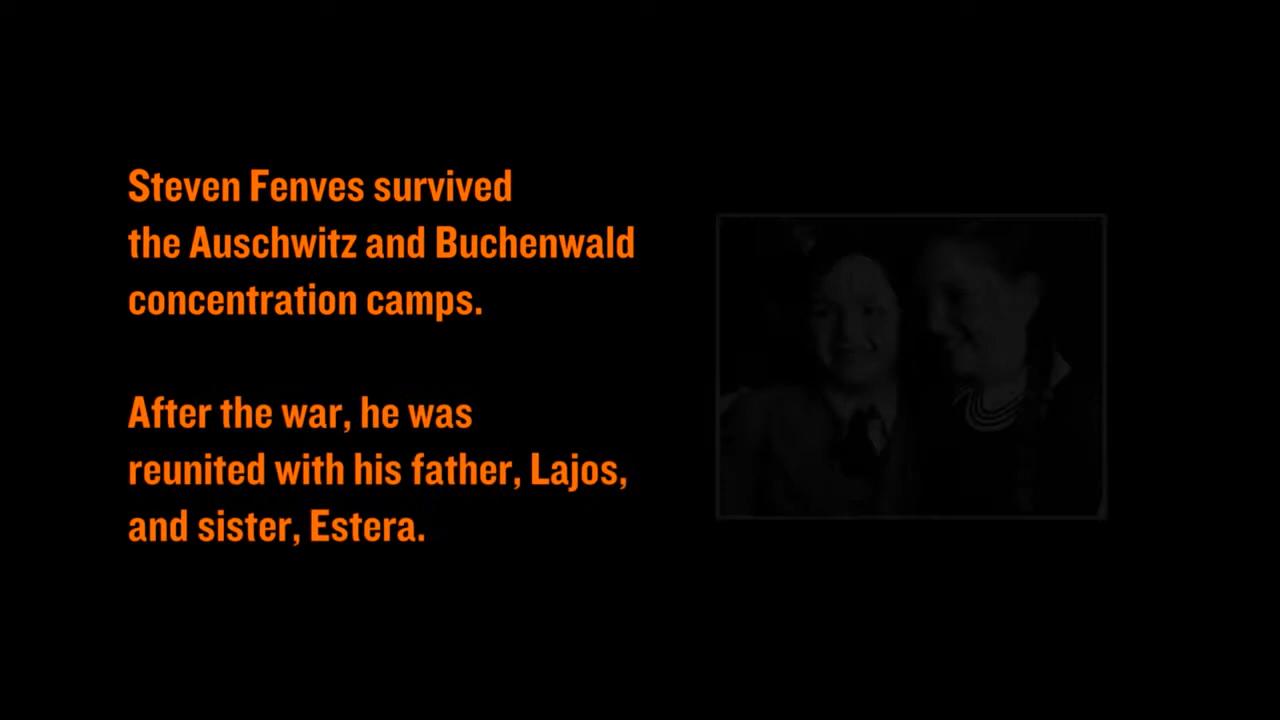 Steven Fenves survived
the Auschwitz and Buchenwald
concentration camps.
After the war, he was
reunited with his father, Lajos,
and sister, Estera.